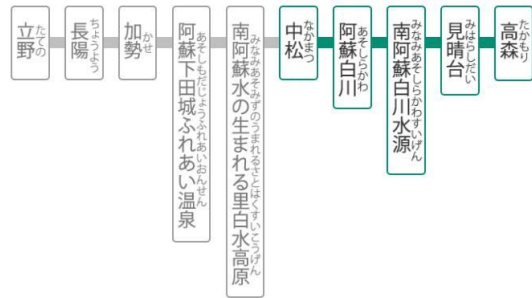 立野
たての
長陽
ちょうよう
加勢
かせ
阿蘇下田城ふれあい温泉
あそしもだじょうふれあいおんせん
南阿蘇水の生まれる里白水高原
みなみあそみずのうまれるさとはくすいこうげん
中松
なかまつ
阿蘇白川
あそしらかわ
南阿蘇白川水源
みなみあそしらかわすいげん
見晴台
みはらしだい
高森
たかもり